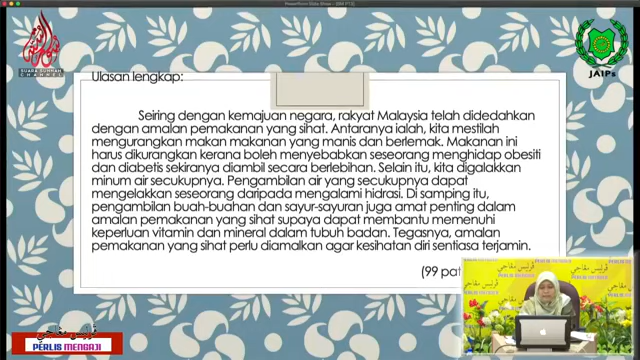 Ulasan lengkap:
Seiring dengan kemajuan negara, rakyat Malaysia telah didedahkan
dengan amalan pemakanan yang sihat. Antaranya ialah, kita mestilah
mengurangkan makan makanan yang manis dan berlemak. Makanan ini
harus dikurangkan kerana boleh menyebabkan seseorang menghidap obesiti
dan diabetis sekiranya diambil secara berlebihan. Selain itu, kita digalakkan
minum air secukupnya. Pengambilan air yang secukupnya dapat
mengelakkan seseorang daripada mengalami hidrasi. Di samping itu,
pengambilan buah-buahan dan sayur-sayuran juga amat penting dalam
amalan pemakanan yang sihat supaya dapat membantu memenuhi
keperluan vitamin dan mineral dalam tubuh badan. Tegasnya, amalan
pemakanan yang sihat perlu diamalkan agar kesihatan diri sentiasa terjamin.
(99 pat
SUARA SUNNAH
CHANNEL
JAIPs
فرليس مڠاجي
PERLIS MENGAJI